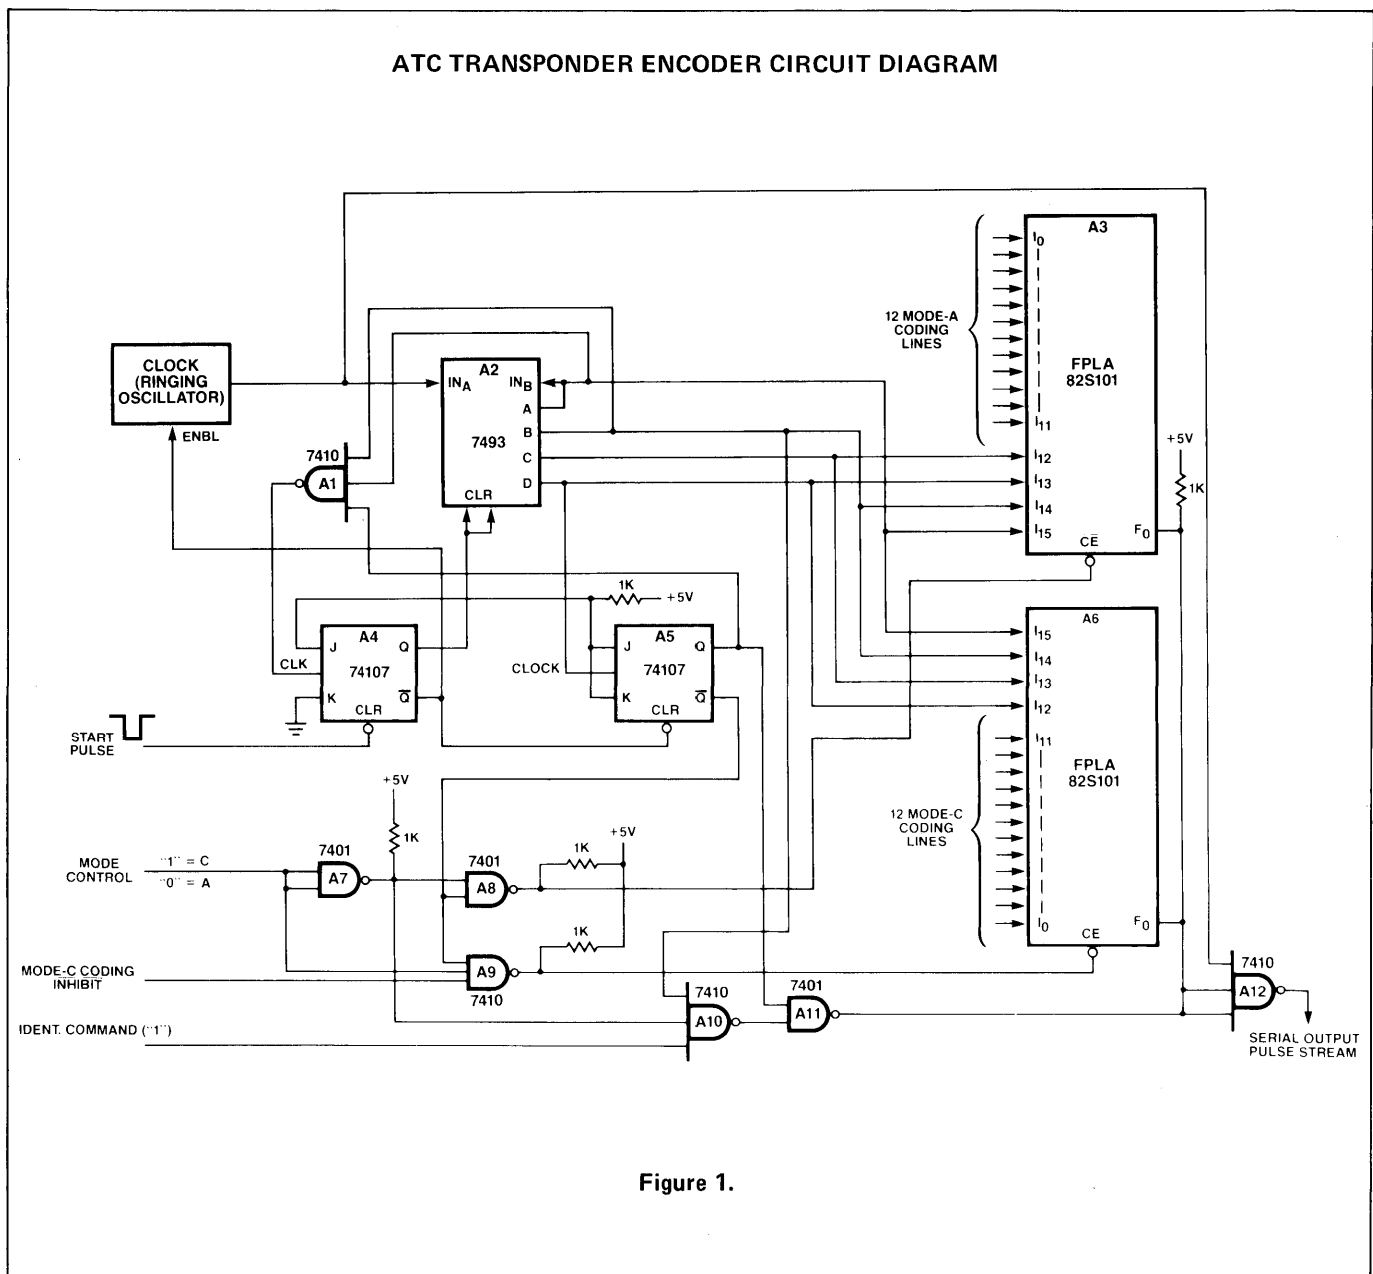 ATC TRANSPONDER ENCODER CIRCUIT DIAGRAM
CLOCK
(RINGING
OSCILLATOR)
ENBL
7410
A1
A2
INA
INB
A
B
7493
C
D
CLR
12 MODE-A
CODING
LINES
A3
I0
FPLA
82S101
I11
I12
I13
I14
I15
CE
F0
+5V
1K
1K
+5V
A4
J
Q
CLK
74107
K
Q
CLR
A5
J
Q
CLOCK
74107
K
Q
CLR
START
PULSE
A6
I15
I14
I13
I12
I11
FPLA
82S101
12 MODE-C
CODING
LINES
I0
CE
F0
+5V
1K
MODE
CONTROL
"1" = C
"0" = A
7401
A7
7401
A8
1K
+5V
1K
A9
7410
MODE-C CODING
INHIBIT
IDENT. COMMAND ("1")
7410
A10
7401
A11
7410
A12
SERIAL OUTPUT
PULSE STREAM
Figure 1.